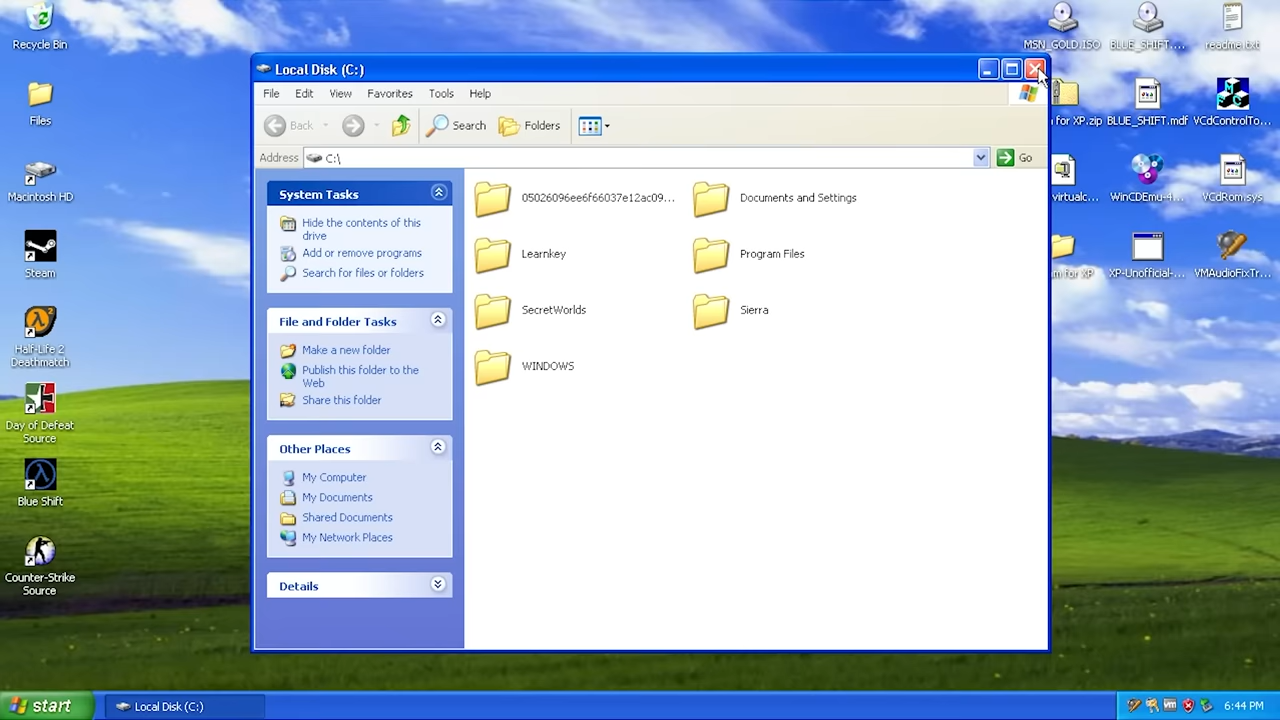 Recycle Bin
Files
Macintosh HD
Steam
Half-Life 2
Deathmatch
Day of Defeat
Source
Blue Shift
Counter-Strike
Source
Local Disk (C:)
File Edit View Favorites Tools Help
Back Search Folders
Address C:\ Go
System Tasks
Hide the contents of this
drive
Add or remove programs
Search for files or folders
File and Folder Tasks
Make a new folder
Publish this folder to the
Web
Share this folder
Other Places
My Computer
My Documents
Shared Documents
My Network Places
Details
05026096ee6f66037e12ac09...
Documents and Settings
Learnkey
Program Files
SecretWorlds
Sierra
WINDOWS
MSN_GOLD.ISO
BLUE_SHIFT....
readme.txt
for XP.zip
BLUE_SHIFT.mdf
VCdControlTo...
virtualc...
WinCDEmu-4...
VCdRom.sys
for XP
XP-Unofficial-...
VMAudioFixTr...
start
Local Disk (C:)
6:44 PM